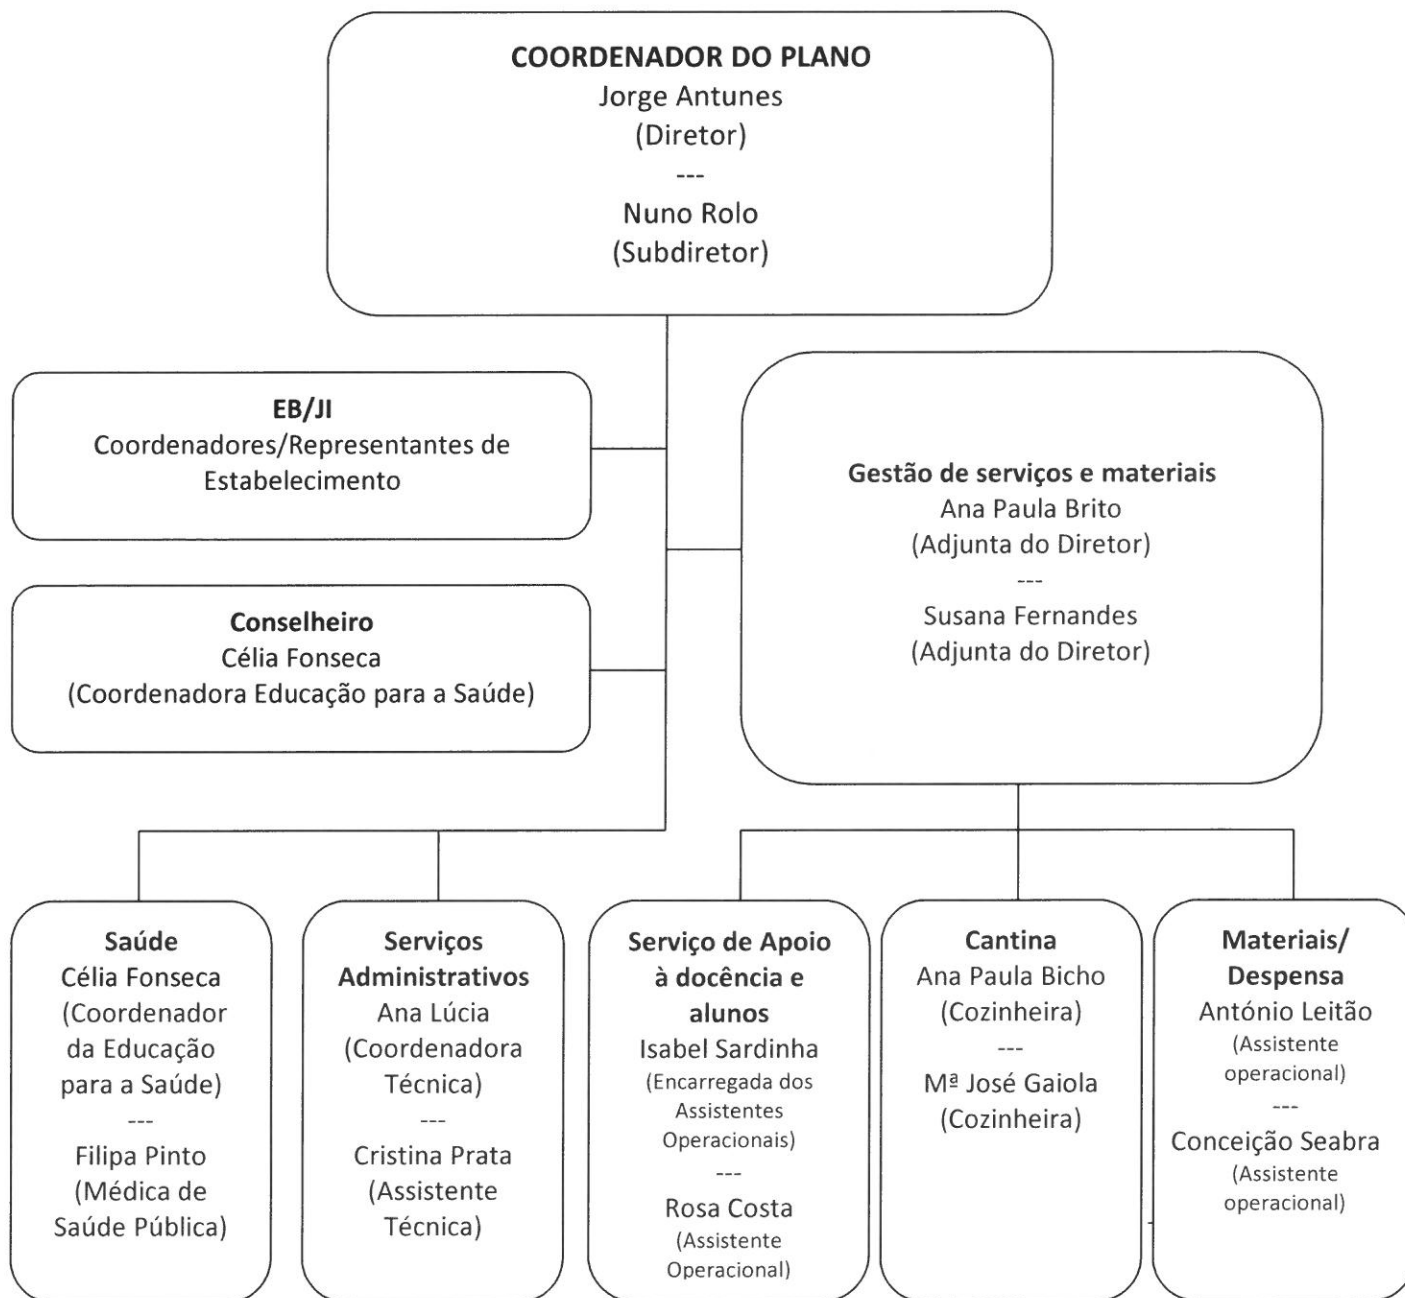 COORDENADOR DO PLANO
Jorge Antunes
(Diretor)
---
Nuno Rolo
(Subdiretor)
EB/JI
Coordenadores/Representantes de
Estabelecimento
Conselheiro
Célia Fonseca
(Coordenadora Educação para a Saúde)
Gestão de serviços e materiais
Ana Paula Brito
(Adjunta do Diretor)
---
Susana Fernandes
(Adjunta do Diretor)
Saúde
Célia Fonseca
(Coordenador
da Educação
para a Saúde)
---
Filipa Pinto
(Médica de
Saúde Pública)
Serviços
Administrativos
Ana Lúcia
(Coordenadora
Técnica)
---
Cristina Prata
(Assistente
Técnica)
Serviço de Apoio
à docência e
alunos
Isabel Sardinha
(Encarregada dos
Assistentes
Operacionais)
---
Rosa Costa
(Assistente
Operacional)
Cantina
Ana Paula Bicho
(Cozinheira)
---
Mª José Gaiola
(Cozinheira)
Materiais/
Despensa
António Leitão
(Assistente
operacional)
---
Conceição Seabra
(Assistente
operacional)